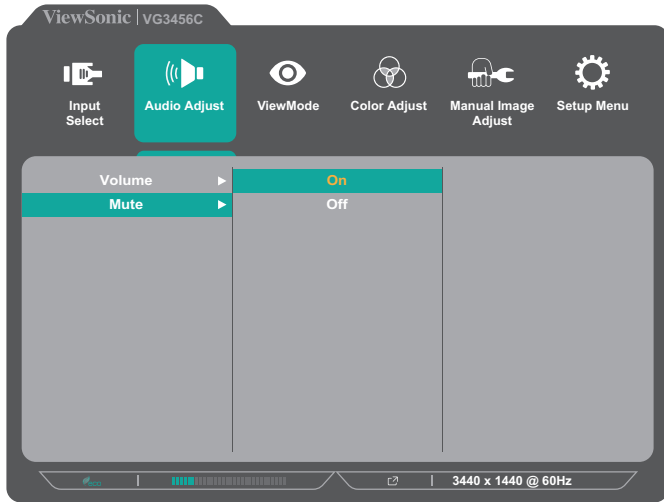 ViewSonic | VG3456C
Input Select
Audio Adjust
ViewMode
Color Adjust
Manual Image Adjust
Setup Menu
Volume
On
Mute
Off
eco
3440 x 1440 @ 60Hz